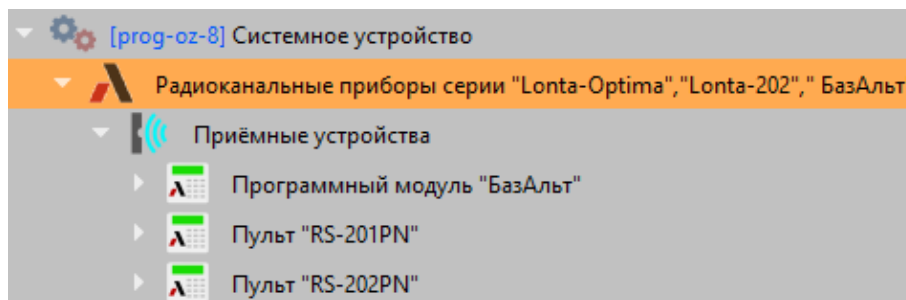 [prog-oz-8] Системное устройство
Радиоканальные приборы серии "Lonta-Optima","Lonta-202"," БазАльт
Приёмные устройства
Программный модуль "БазАльт"
Пульт "RS-201PN"
Пульт "RS-202PN"